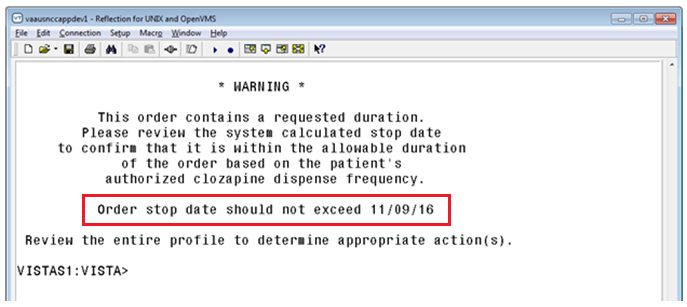 vaausnccappdev1 - Reflection for UNIX and OpenVMS
File Edit Connection Setup Macro Window Help
* WARNING *
This order contains a requested duration.
Please review the system calculated stop date
to confirm that it is within the allowable duration
of the order based on the patient's
authorized clozapine dispense frequency.
Order stop date should not exceed 11/09/16
Review the entire profile to determine appropriate action(s).
VISTAS1:VISTA>